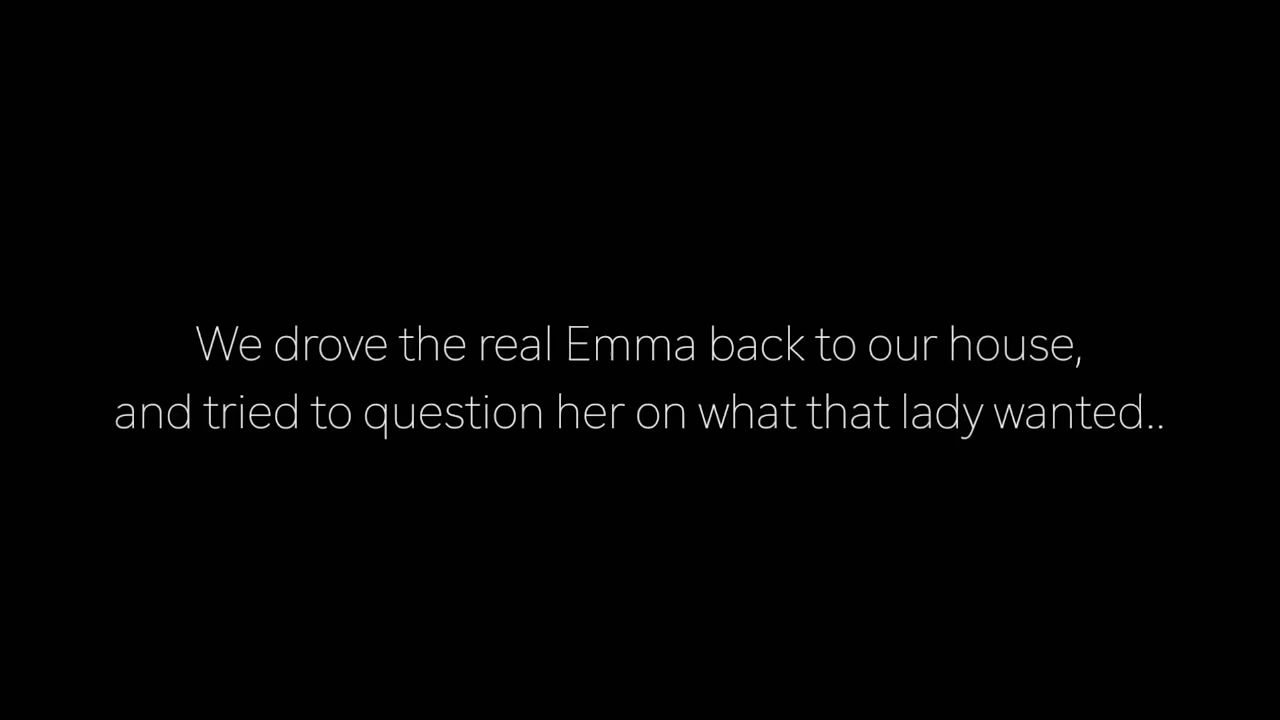 We drove the real Emma back to our house,
and tried to question her on what that lady wanted..